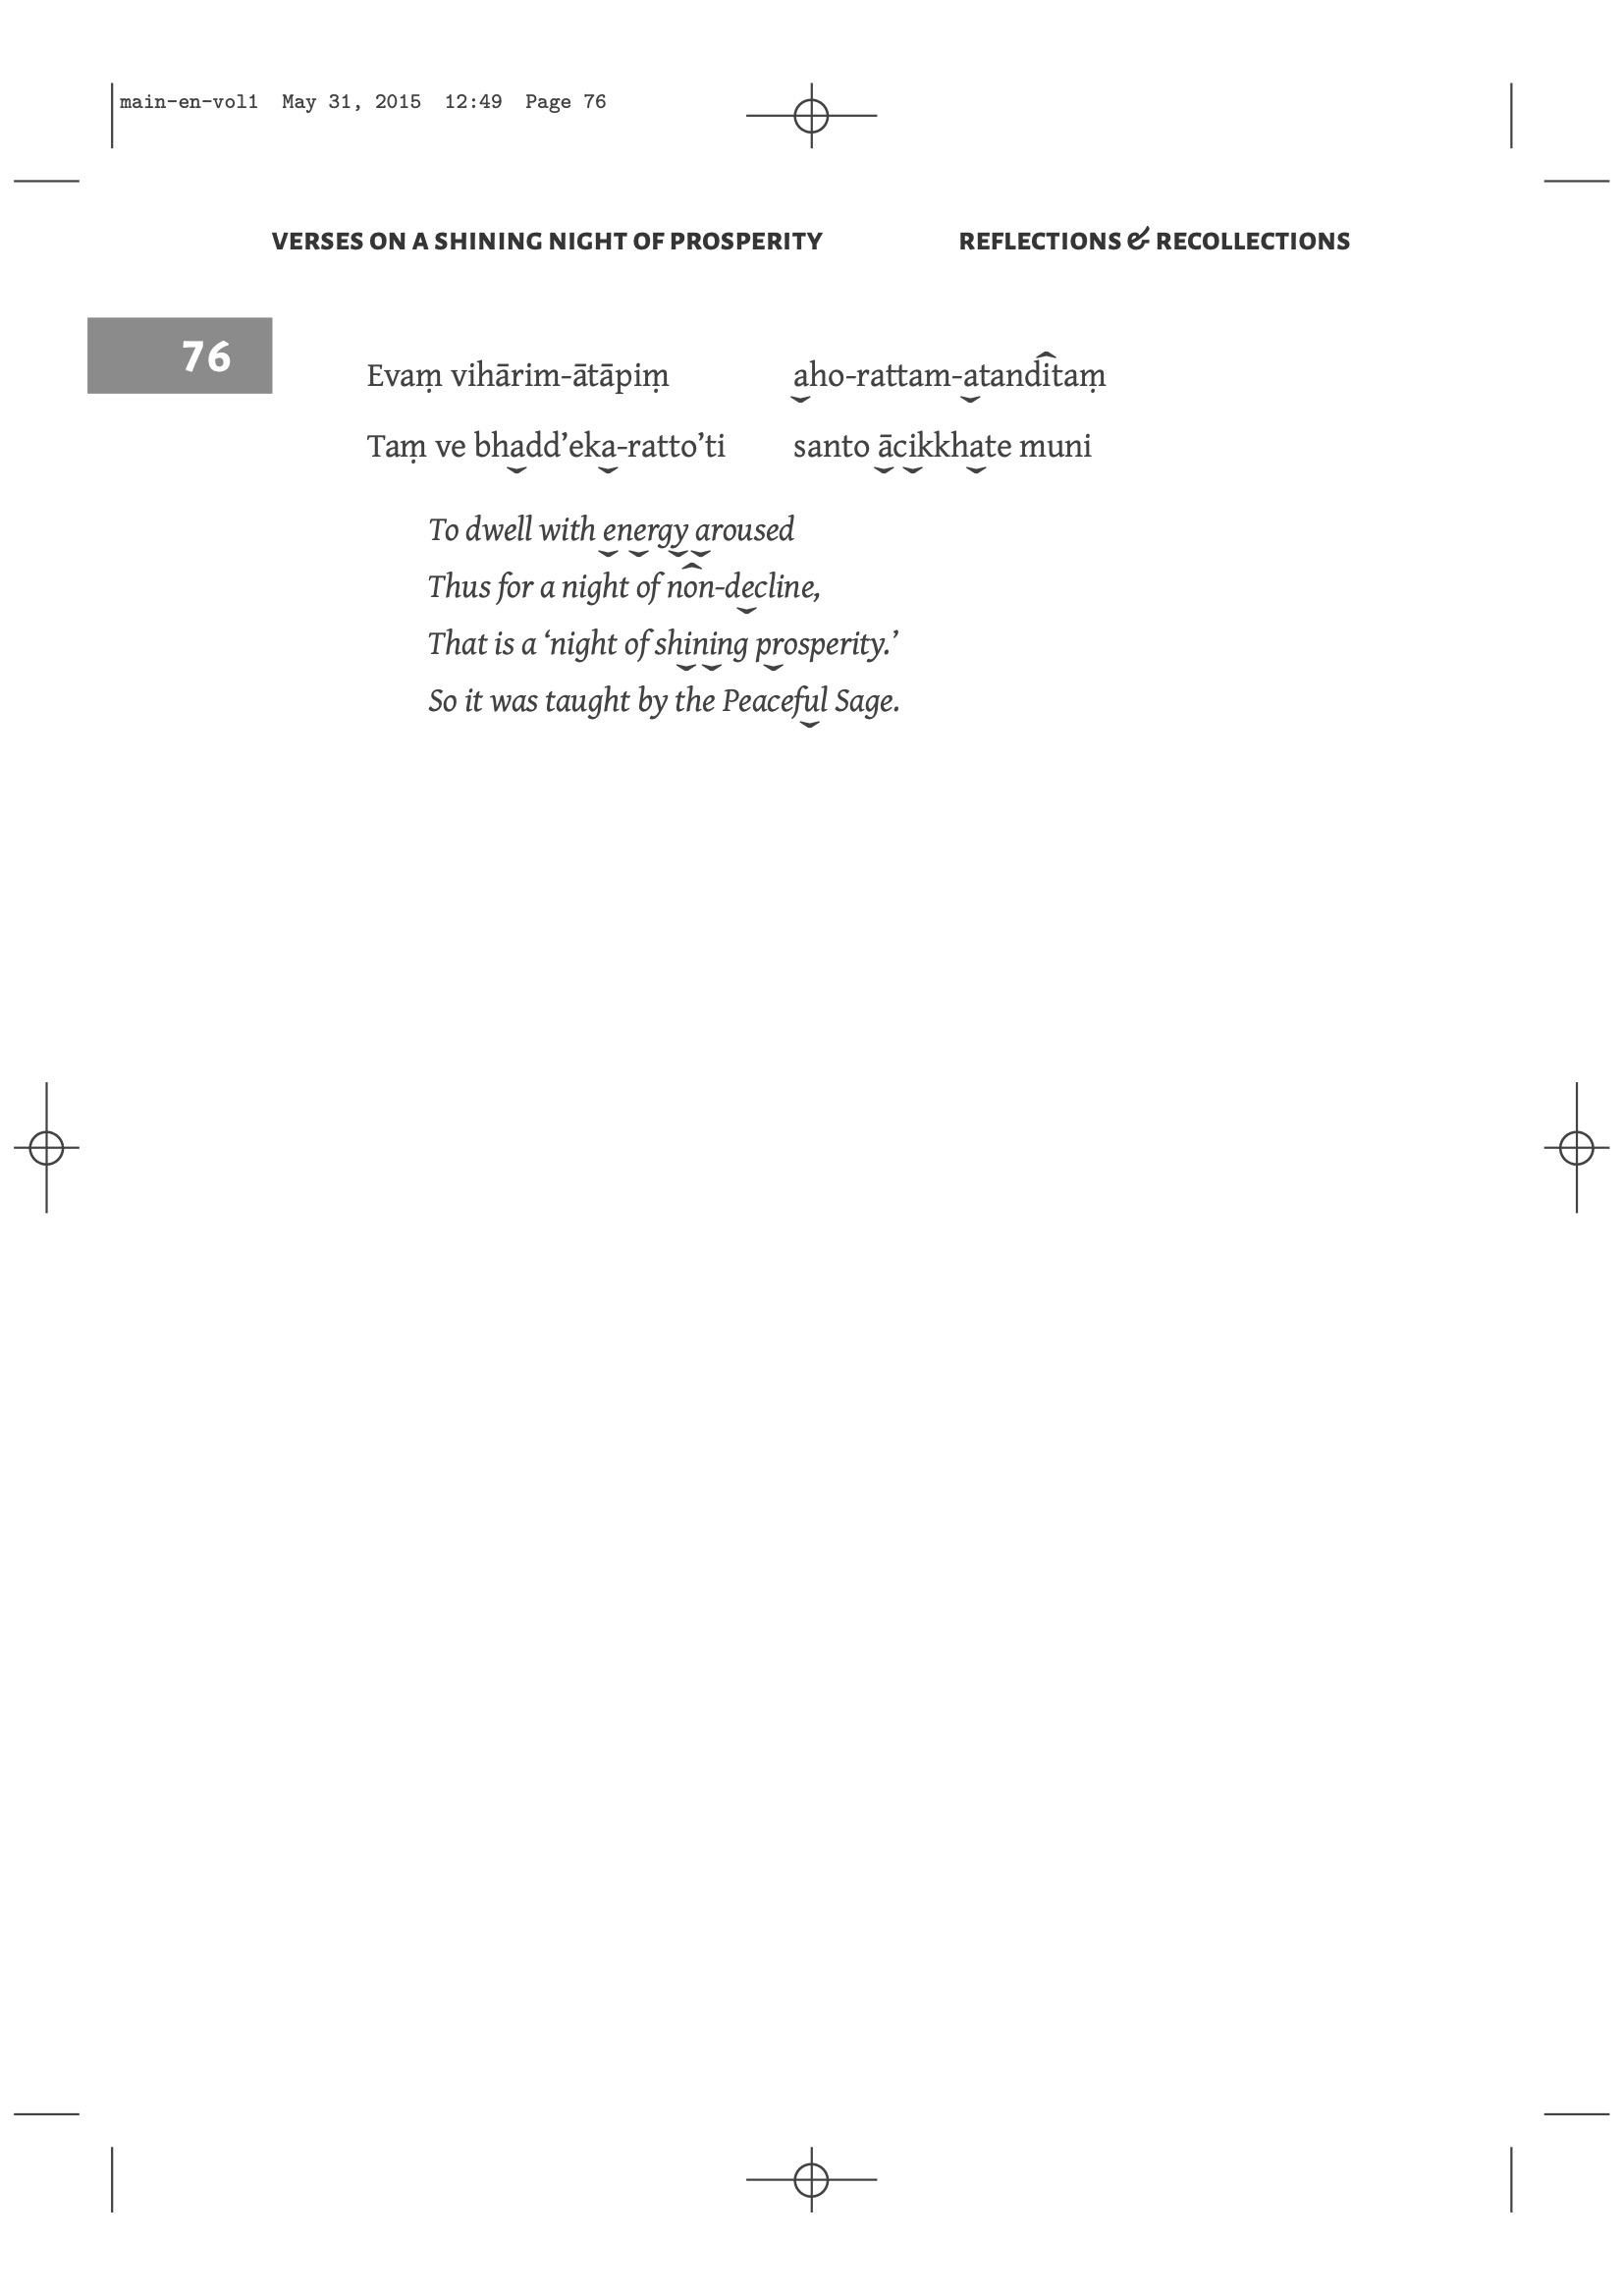 main-en-vol1  May 31, 2015  12:49  Page 76
VERSES ON A SHINING NIGHT OF PROSPERITY REFLECTIONS & RECOLLECTIONS
76
Evaṃ vihārim-ātāpiṃ aho-rattam-atanditaṃ
Taṃ ve bhadd’eka-ratto’ti santo ācikkhate muni
To dwell with energy aroused
Thus for a night of non-decline,
That is a ‘night of shining prosperity.’
So it was taught by the Peaceful Sage.